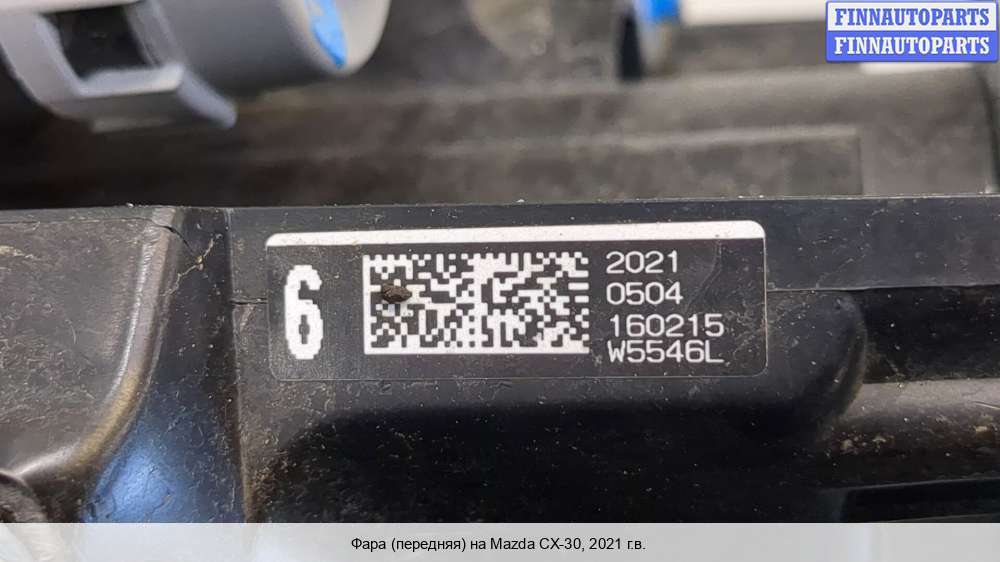 FINNAUTOPARTS
FINNAUTOPARTS
6
2021
0504
160215
W5546L
Фара (передняя) на Mazda CX-30, 2021 г.в.